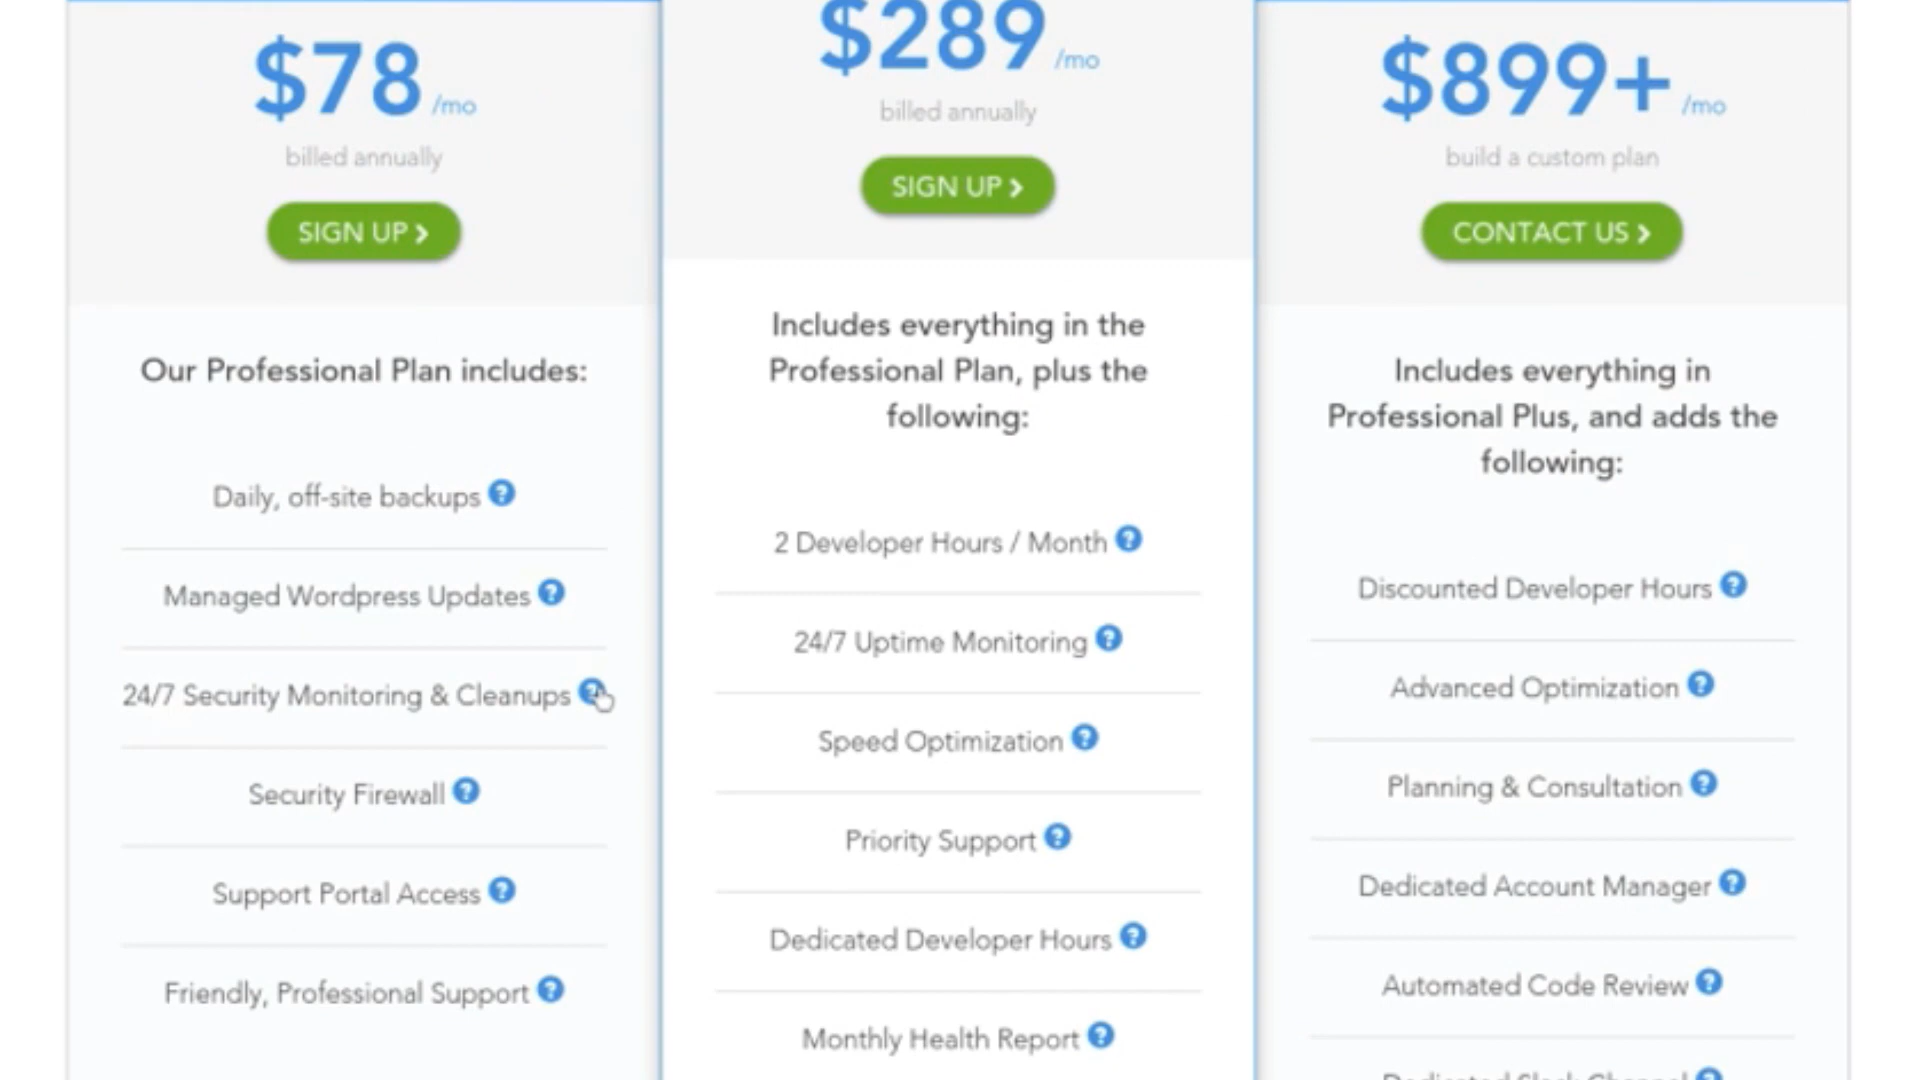 $78 /mo
billed annually
SIGN UP
Our Professional Plan includes:
Daily, off-site backups ?
Managed Wordpress Updates ?
24/7 Security Monitoring & Cleanups ?
Security Firewall ?
Support Portal Access ?
Friendly, Professional Support ?
$289 /mo
billed annually
SIGN UP
Includes everything in the
Professional Plan, plus the
following:
2 Developer Hours / Month ?
24/7 Uptime Monitoring ?
Speed Optimization ?
Priority Support ?
Dedicated Developer Hours ?
Monthly Health Report ?
$899+ /mo
build a custom plan
CONTACT US
Includes everything in
Professional Plus, and adds the
following:
Discounted Developer Hours ?
Advanced Optimization ?
Planning & Consultation ?
Dedicated Account Manager ?
Automated Code Review ?
Dedicated Slack Channel ?